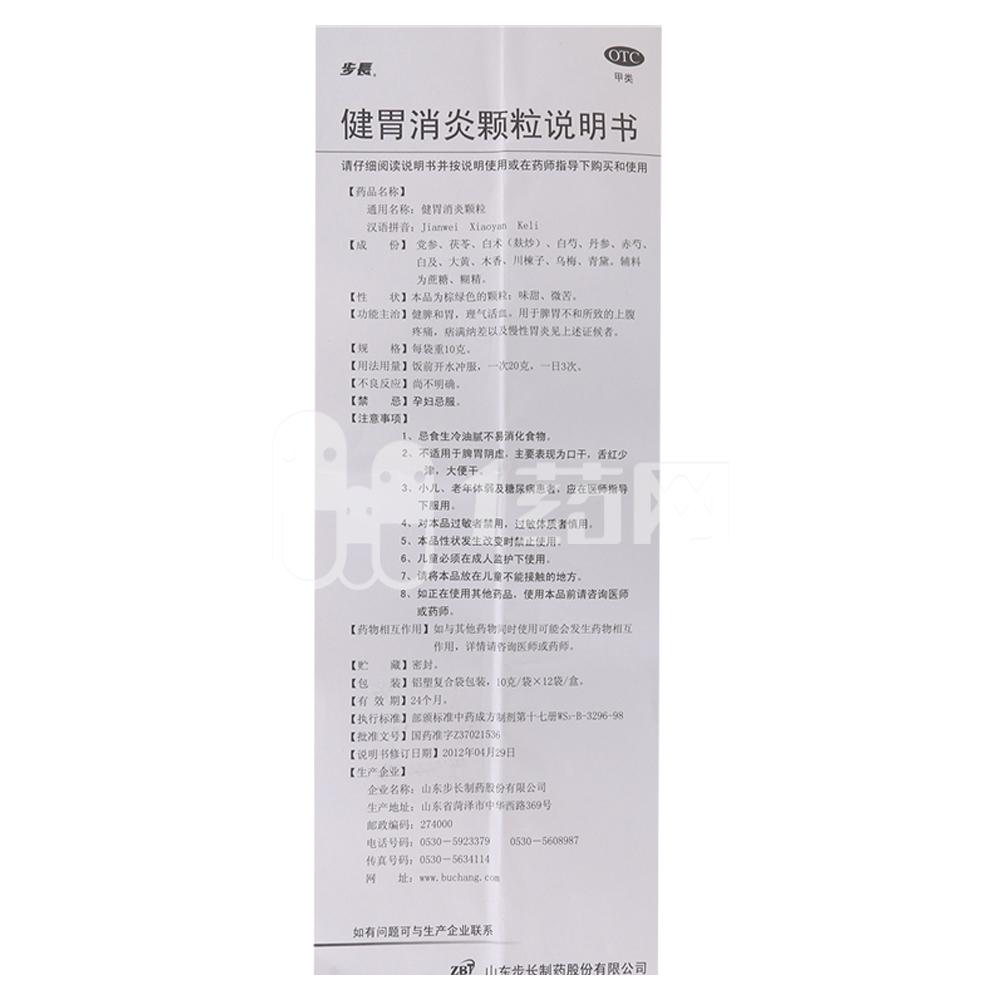 步長
OTC
甲类
健胃消炎颗粒说明书
请仔细阅读说明书并按说明使用或在药师指导下购买和使用
【药品名称】
通用名称：健胃消炎颗粒
汉语拼音：Jianwei Xiaoyan Keli
【成 份】党参、茯苓、白术（麸炒）、白芍、丹参、赤芍、
白及、大黄、木香、川楝子、乌梅、青黛。辅料
为蔗糖、糊精。
【性 状】本品为棕绿色的颗粒；味甜、微苦。
【功能主治】健脾和胃，理气活血。用于脾胃不和所致的上腹
疼痛，痞满纳差以及慢性胃炎见上述证候者。
【规 格】每袋重10克。
【用法用量】饭前开水冲服，一次20克，一日3次。
【不良反应】尚不明确。
【禁 忌】孕妇忌服。
【注意事项】
1、忌食生冷油腻不易消化食物。
2、不适用于脾胃阴虚，主要表现为口干，舌红少
津，大便干。
3、小儿、老年体弱及糖尿病患者，应在医师指导
下服用。
4、对本品过敏者禁用，过敏体质者慎用。
5、本品性状发生改变时禁止使用。
6、儿童必须在成人监护下使用。
7、请将本品放在儿童不能接触的地方。
8、如正在使用其他药品，使用本品前请咨询医师
或药师。
1药网
【药物相互作用】如与其他药物同时使用可能会发生药物相互
作用，详情请咨询医师或药师。
【贮 藏】密封。
【包 装】铝塑复合袋包装，10克/袋×12袋/盒。
【有 效 期】24个月。
【执行标准】部颁标准中药成方制剂第十七册WS₃-B-3296-98
【批准文号】国药准字Z37021536
【说明书修订日期】2012年04月29日
【生产企业】
企业名称：山东步长制药股份有限公司
生产地址：山东省菏泽市中华西路369号
邮政编码：274000
电话号码：0530－5923379 0530－5608987
传真号码：0530－5634114
网 址：www.buchang.com
如有问题可与生产企业联系
ZBT 山东步长制药股份有限公司